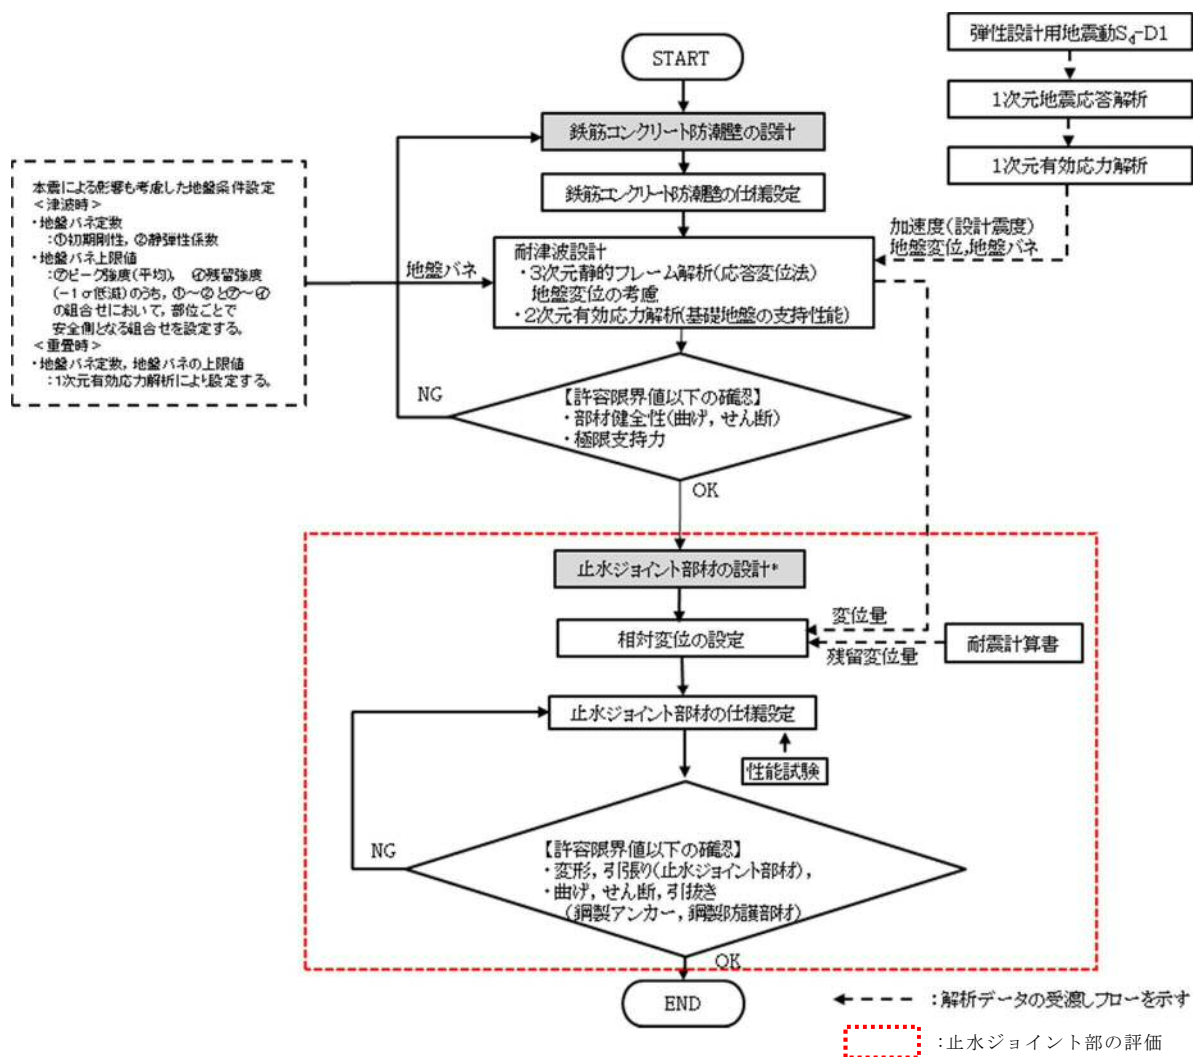 START
弾性設計用地震動Sd-D1
1次元地震応答解析
1次元有効応力解析
加速度(設計震度)
地盤変位,地盤バネ
鉄筋コンクリート防潮壁の設計
鉄筋コンクリート防潮壁の仕様設定
本震による影響も考慮した地盤条件設定
<津波時>
・地盤バネ定数
:①初期剛性, ②静弾性係数
・地盤バネ上限値
:㋐ピーク強度(平均), ㋑残留強度
(-1σ低減)のうち, ①~②と㋐~㋑
の組合せにおいて, 部位ごとで
安全側となる組合せを設定する。
<重畳時>
・地盤バネ定数, 地盤バネの上限値
:1次元有効応力解析により設定する。
地盤バネ
耐津波設計
・3次元静的フレーム解析(応答変位法)
地盤変位の考慮
・2次元有効応力解析(基礎地盤の支持性能)
NG
【許容限界値以下の確認】
・部材健全性(曲げ, せん断)
・極限支持力
OK
止水ジョイント部材の設計*
変位量
相対変位の設定
残留変位量
耐震計算書
止水ジョイント部材の仕様設定
性能試験
NG
【許容限界値以下の確認】
・変形, 引張り(止水ジョイント部材),
・曲げ, せん断, 引抜き
(鋼製アンカー, 鋼製防護部材)
OK
END
:解析データの受渡しフローを示す
:止水ジョイント部の評価